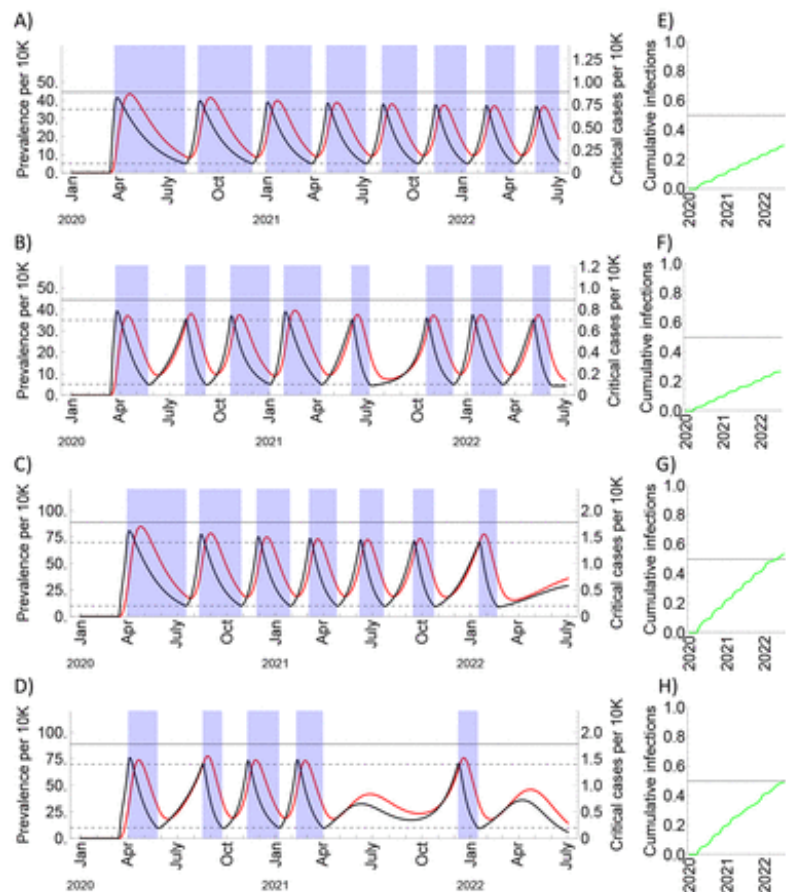 A)
Prevalence per 10K
50.
40.
30.
20.
10.
0.
1.25
1.00
0.75
0.50
0.25
0
Critical cases per 10K
Jan Apr July Oct Jan Apr July Oct Jan Apr July
2020 2021 2022
E)
Cumulative infections
1.0
0.8
0.6
0.4
0.2
0.0
2020 2021 2022
B)
Prevalence per 10K
50.
40.
30.
20.
10.
0.
1.2
1.0
0.8
0.6
0.4
0.2
0
Critical cases per 10K
Jan Apr July Oct Jan Apr July Oct Jan Apr July
2020 2021 2022
F)
Cumulative infections
1.0
0.8
0.6
0.4
0.2
0.0
2020 2021 2022
C)
Prevalence per 10K
100.
75.
50.
25.
0.
2.0
1.5
1.0
0.5
0
Critical cases per 10K
Jan Apr July Oct Jan Apr July Oct Jan Apr July
2020 2021 2022
G)
Cumulative infections
1.0
0.8
0.6
0.4
0.2
0.0
2020 2021 2022
D)
Prevalence per 10K
100.
75.
50.
25.
0.
2.0
1.5
1.0
0.5
0
Critical cases per 10K
Jan Apr July Oct Jan Apr July Oct Jan Apr July
2020 2021 2022
H)
Cumulative infections
1.0
0.8
0.6
0.4
0.2
0.0
2020 2021 2022